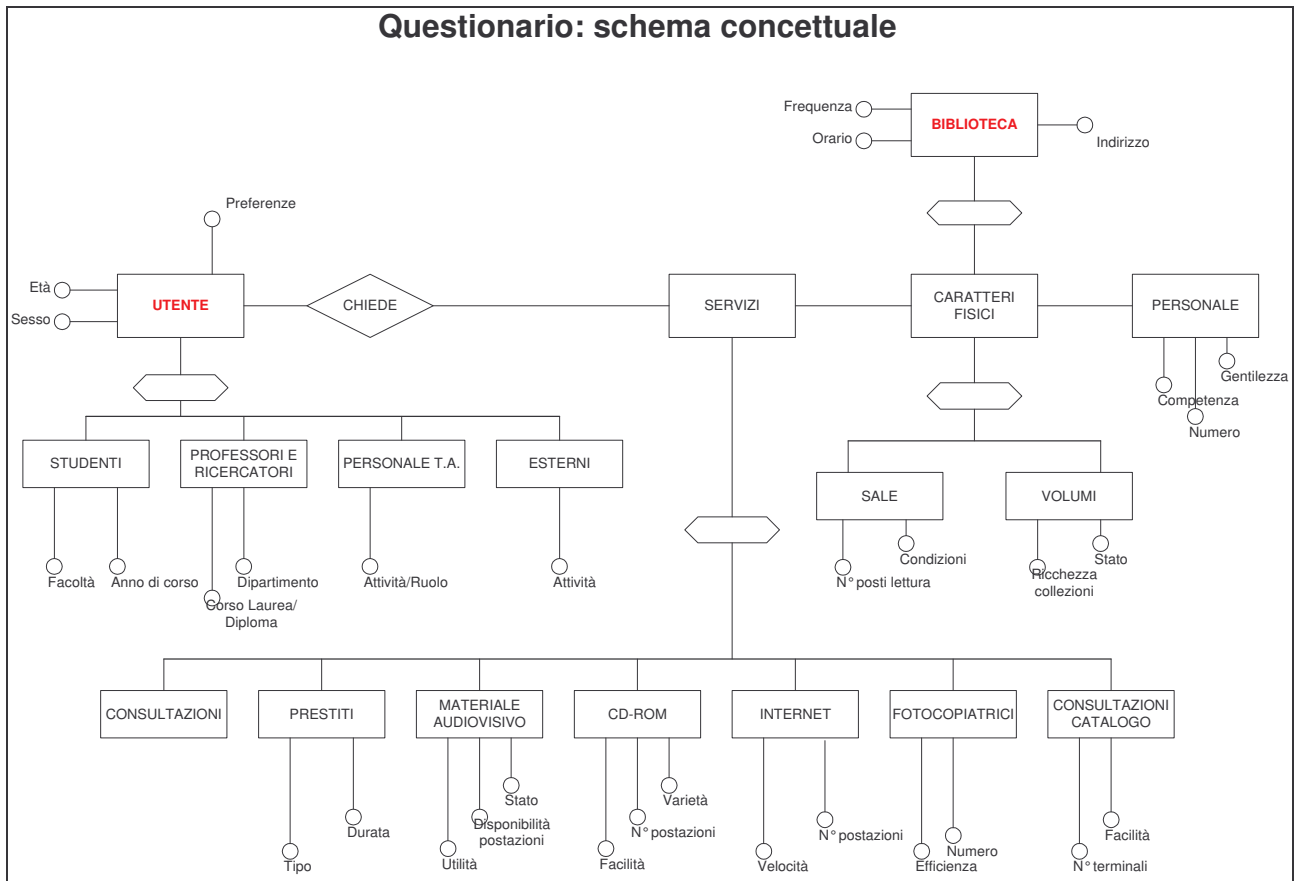 Questionario: schema concettuale
Frequenza
BIBLIOTECA
Orario
Indirizzo
Preferenze
Età
UTENTE
Sesso
CHIEDE
SERVIZI
CARATTERI
FISICI
PERSONALE
Gentilezza
Competenza
Numero
STUDENTI
PROFESSORI E
RICERCATORI
PERSONALE T.A.
ESTERNI
SALE
VOLUMI
Facoltà
Anno di corso
Dipartimento
Corso Laurea/
Diploma
Attività/Ruolo
Attività
Condizioni
N° posti lettura
Stato
Ricchezza
collezioni
CONSULTAZIONI
PRESTITI
MATERIALE
AUDIOVISIVO
CD-ROM
INTERNET
FOTOCOPIATRICI
CONSULTAZIONI
CATALOGO
Durata
Tipo
Stato
Disponibilità
postazioni
Utilità
Varietà
N° postazioni
Facilità
N° postazioni
Velocità
Numero
Efficienza
Facilità
N° terminali